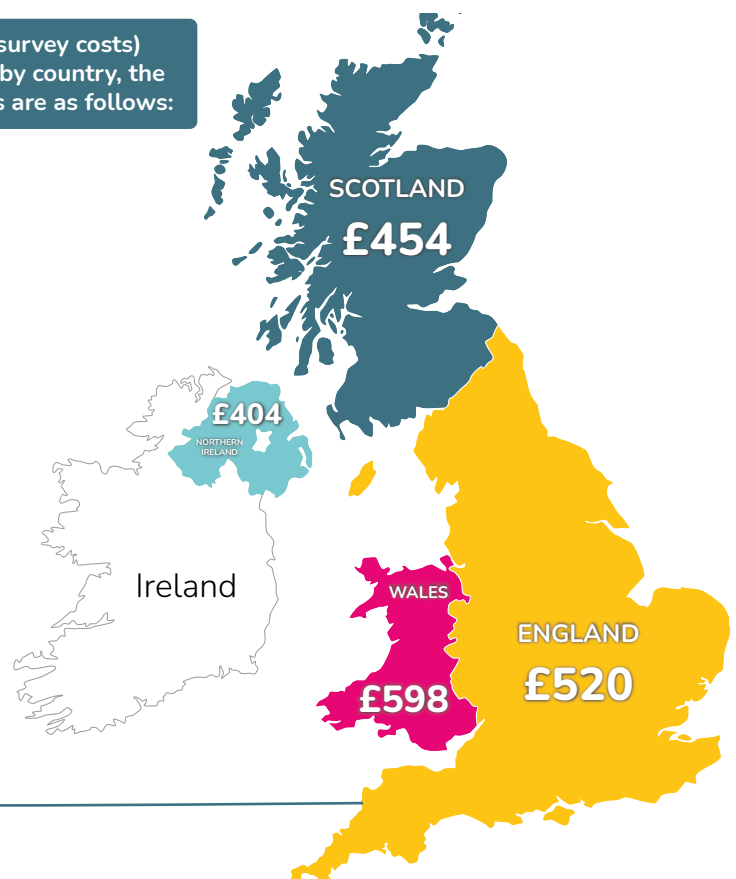 survey costs)
by country, the
s are as follows:
SCOTLAND
£454
£404
NORTHERN
IRELAND
Ireland
WALES
£598
ENGLAND
£520